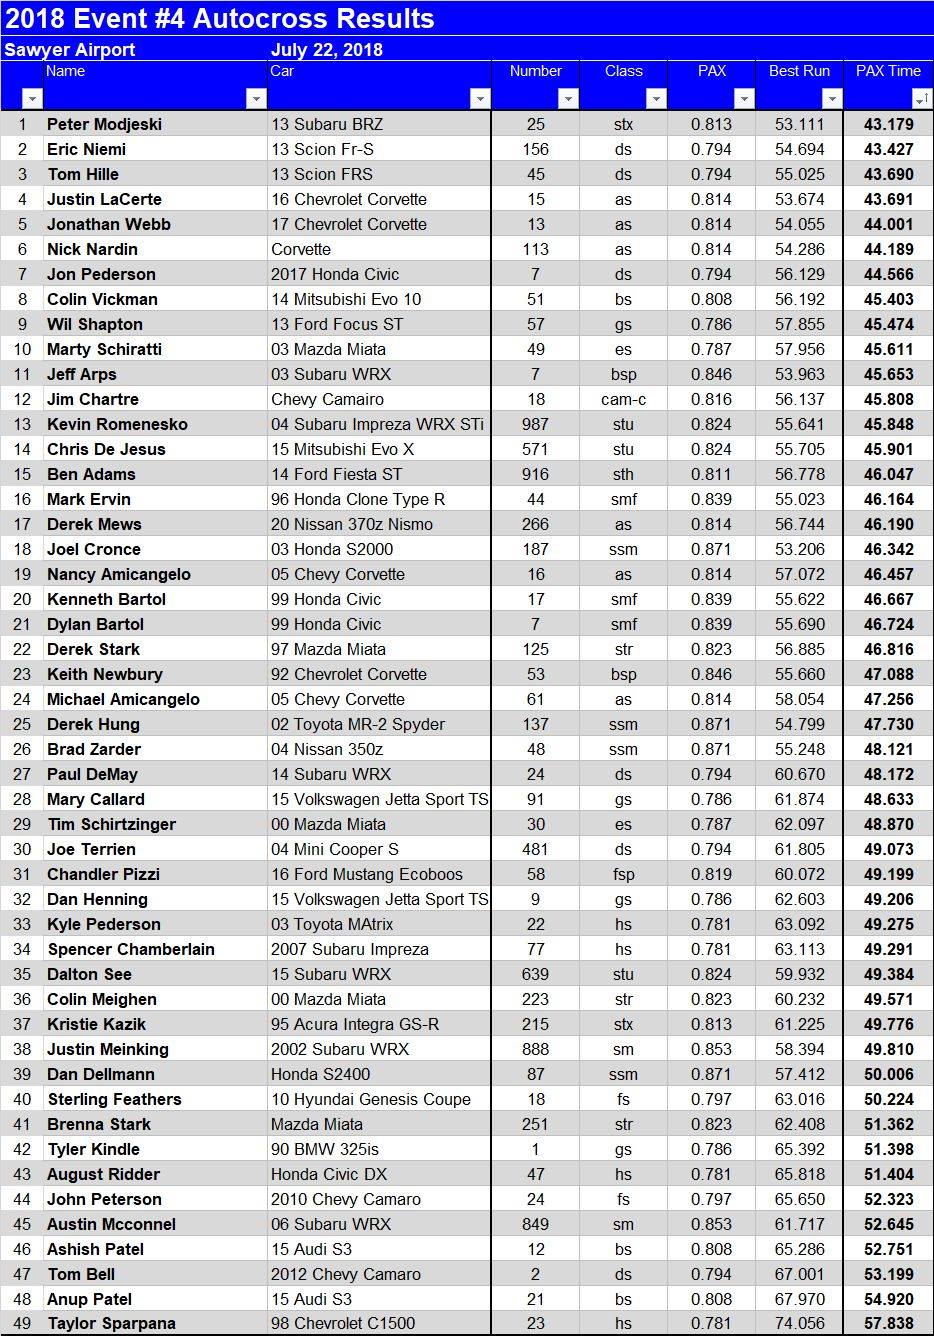 2018 Event #4 Autocross Results
Sawyer Airport July 22, 2018
Name Car Number Class PAX Best Run PAX Time
1 Peter Modjeski 13 Subaru BRZ 25 stx 0.813 53.111 43.179
2 Eric Niemi 13 Scion Fr-S 156 ds 0.794 54.694 43.427
3 Tom Hille 13 Scion FRS 45 ds 0.794 55.025 43.690
4 Justin LaCerte 16 Chevrolet Corvette 15 as 0.814 53.674 43.691
5 Jonathan Webb 17 Chevrolet Corvette 13 as 0.814 54.055 44.001
6 Nick Nardin Corvette 113 as 0.814 54.286 44.189
7 Jon Pederson 2017 Honda Civic 7 ds 0.794 56.129 44.566
8 Colin Vickman 14 Mitsubishi Evo 10 51 bs 0.808 56.192 45.403
9 Wil Shapton 13 Ford Focus ST 57 gs 0.786 57.855 45.474
10 Marty Schiratti 03 Mazda Miata 49 es 0.787 57.956 45.611
11 Jeff Arps 03 Subaru WRX 7 bsp 0.846 53.963 45.653
12 Jim Chartre Chevy Camairo 18 cam-c 0.816 56.137 45.808
13 Kevin Romenesko 04 Subaru Impreza WRX STi 987 stu 0.824 55.641 45.848
14 Chris De Jesus 15 Mitsubishi Evo X 571 stu 0.824 55.705 45.901
15 Ben Adams 14 Ford Fiesta ST 916 sth 0.811 56.778 46.047
16 Mark Ervin 96 Honda Clone Type R 44 smf 0.839 55.023 46.164
17 Derek Mews 20 Nissan 370z Nismo 266 as 0.814 56.744 46.190
18 Joel Cronce 03 Honda S2000 187 ssm 0.871 53.206 46.342
19 Nancy Amicangelo 05 Chevy Corvette 16 as 0.814 57.072 46.457
20 Kenneth Bartol 99 Honda Civic 17 smf 0.839 55.622 46.667
21 Dylan Bartol 99 Honda Civic 7 smf 0.839 55.690 46.724
22 Derek Stark 97 Mazda Miata 125 str 0.823 56.885 46.816
23 Keith Newbury 92 Chevrolet Corvette 53 bsp 0.846 55.660 47.088
24 Michael Amicangelo 05 Chevy Corvette 61 as 0.814 58.054 47.256
25 Derek Hung 02 Toyota MR-2 Spyder 137 ssm 0.871 54.799 47.730
26 Brad Zarder 04 Nissan 350z 48 ssm 0.871 55.248 48.121
27 Paul DeMay 14 Subaru WRX 24 ds 0.794 60.670 48.172
28 Mary Callard 15 Volkswagen Jetta Sport TS 91 gs 0.786 61.874 48.633
29 Tim Schirtzinger 00 Mazda Miata 30 es 0.787 62.097 48.870
30 Joe Terrien 04 Mini Cooper S 481 ds 0.794 61.805 49.073
31 Chandler Pizzi 16 Ford Mustang Ecoboos 58 fsp 0.819 60.072 49.199
32 Dan Henning 15 Volkswagen Jetta Sport TS 9 gs 0.786 62.603 49.206
33 Kyle Pederson 03 Toyota MAtrix 22 hs 0.781 63.092 49.275
34 Spencer Chamberlain 2007 Subaru Impreza 77 hs 0.781 63.113 49.291
35 Dalton See 15 Subaru WRX 639 stu 0.824 59.932 49.384
36 Colin Meighen 00 Mazda Miata 223 str 0.823 60.232 49.571
37 Kristie Kazik 95 Acura Integra GS-R 215 stx 0.813 61.225 49.776
38 Justin Meinking 2002 Subaru WRX 888 sm 0.853 58.394 49.810
39 Dan Dellmann Honda S2400 87 ssm 0.871 57.412 50.006
40 Sterling Feathers 10 Hyundai Genesis Coupe 18 fs 0.797 63.016 50.224
41 Brenna Stark Mazda Miata 251 str 0.823 62.408 51.362
42 Tyler Kindle 90 BMW 325is 1 gs 0.786 65.392 51.398
43 August Ridder Honda Civic DX 47 hs 0.781 65.818 51.404
44 John Peterson 2010 Chevy Camaro 24 fs 0.797 65.650 52.323
45 Austin Mcconnel 06 Subaru WRX 849 sm 0.853 61.717 52.645
46 Ashish Patel 15 Audi S3 12 bs 0.808 65.286 52.751
47 Tom Bell 2012 Chevy Camaro 2 ds 0.794 67.001 53.199
48 Anup Patel 15 Audi S3 21 bs 0.808 67.970 54.920
49 Taylor Sparpana 98 Chevrolet C1500 23 hs 0.781 74.056 57.838